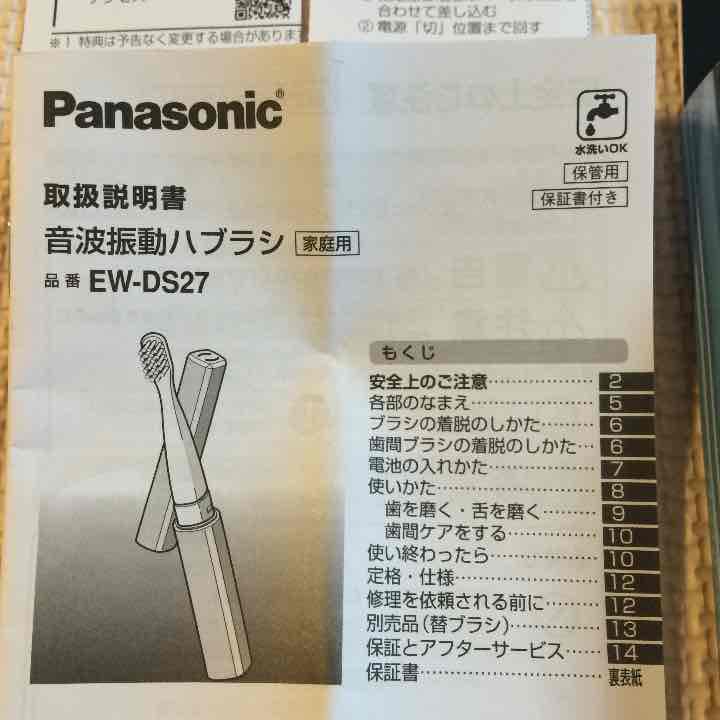 ※1 特典は予告なく変更する場合があります
合わせて差し込む
② 電源「切」位置まで回す
Panasonic®
水洗いOK
保管用
保証書付き
取扱説明書
音波振動ハブラシ 家庭用
品番 EW-DS27
もくじ
安全上のご注意 2
各部のなまえ 5
ブラシの着脱のしかた 6
歯間ブラシの着脱のしかた 6
電池の入れかた 7
使いかた 8
歯を磨く・舌を磨く 9
歯間ケアをする 10
使い終わったら 10
定格・仕様 12
修理を依頼される前に 12
別売品(替ブラシ) 13
保証とアフターサービス 14
保証書 裏表紙